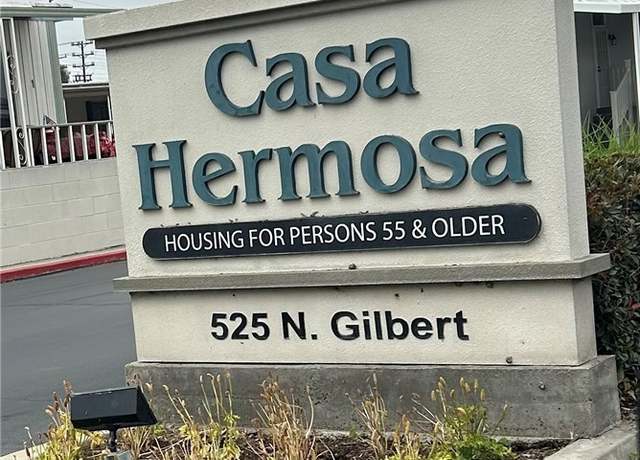 Casa
Hermosa
HOUSING FOR PERSONS 55 & OLDER
525 N. Gilbert